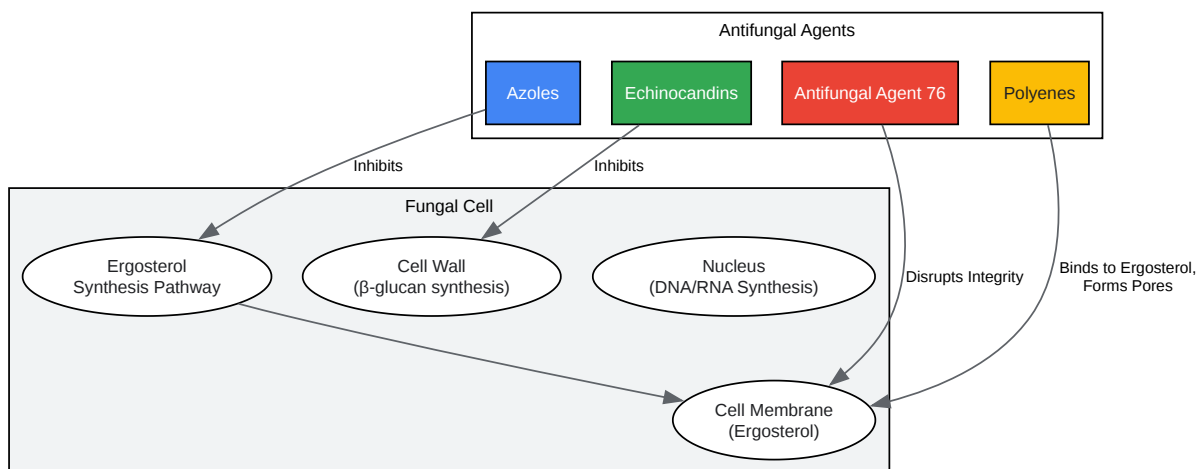 Antifungal Agents
Azoles
Echinocandins
Antifungal Agent 76
Polyenes
Inhibits
Inhibits
Fungal Cell
Ergosterol
Synthesis Pathway
Cell Wall
(β-glucan synthesis)
Nucleus
(DNA/RNA Synthesis)
Disrupts Integrity
Binds to Ergosterol,
Forms Pores
Cell Membrane
(Ergosterol)